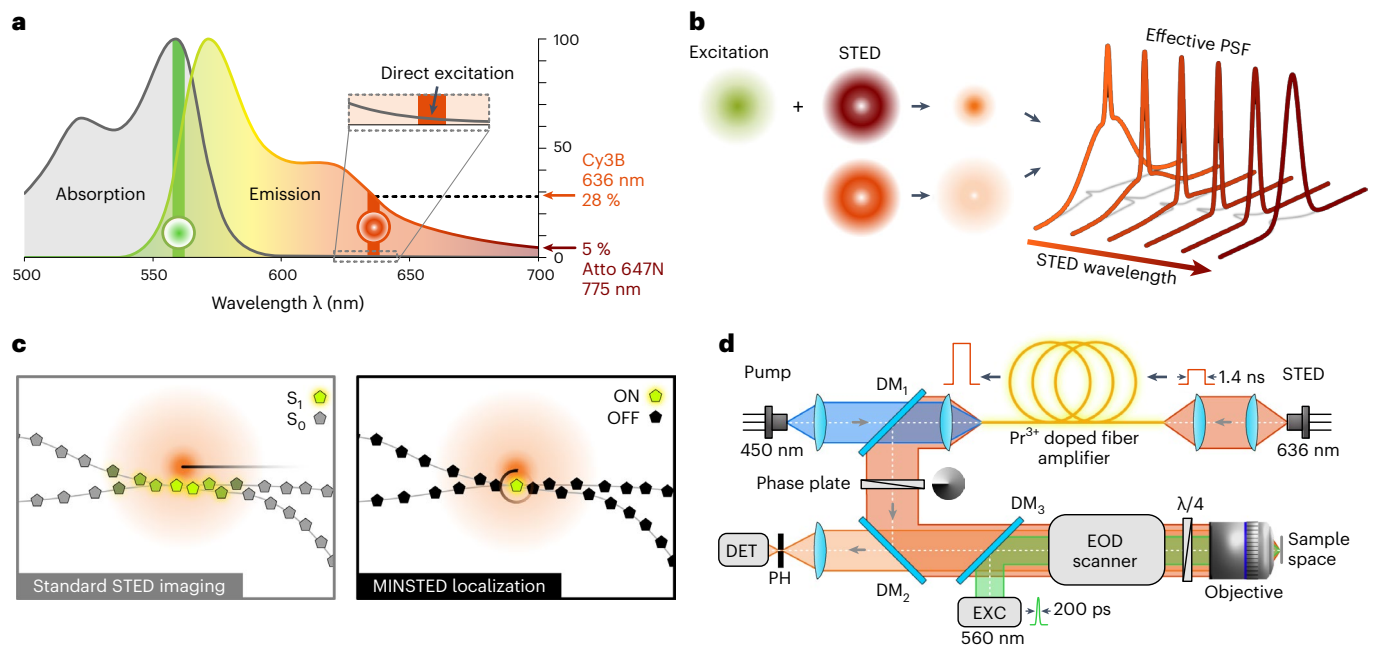 a
Direct excitation
Absorption
Emission
100
50
0
Cy3B
636 nm
28 %
5 %
Atto 647N
775 nm
500
550
600
650
700
Wavelength λ (nm)
b
Excitation
STED
+
Effective PSF
STED wavelength
c
S1
S0
Standard STED imaging
ON
OFF
MINSTED localization
d
Pump
DM1
1.4 ns
STED
450 nm
Pr3+ doped fiber
amplifier
636 nm
Phase plate
DM3
λ/4
DET
PH
EOD
scanner
Sample
space
DM2
Objective
EXC
200 ps
560 nm